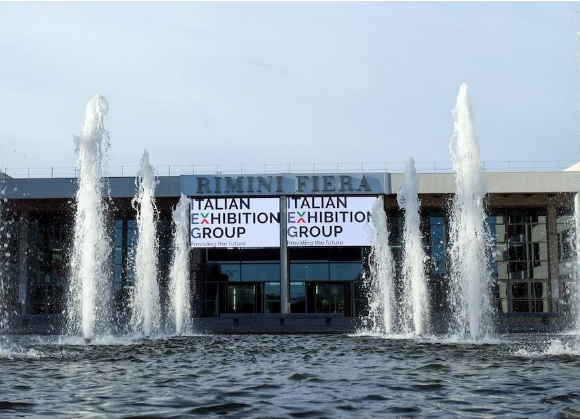 RIMINI FIERA
ITALIAN
EXHIBITION
GROUP
Providing the future
ITALIAN
EXHIBITION
GROUP
Providing the future